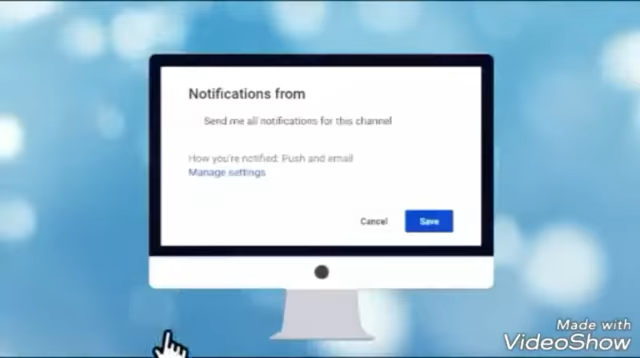 Notifications from
Send me all notifications for this channel
How you're notified: Push and email
Manage settings
Cancel
Save
Made with
VideoShow